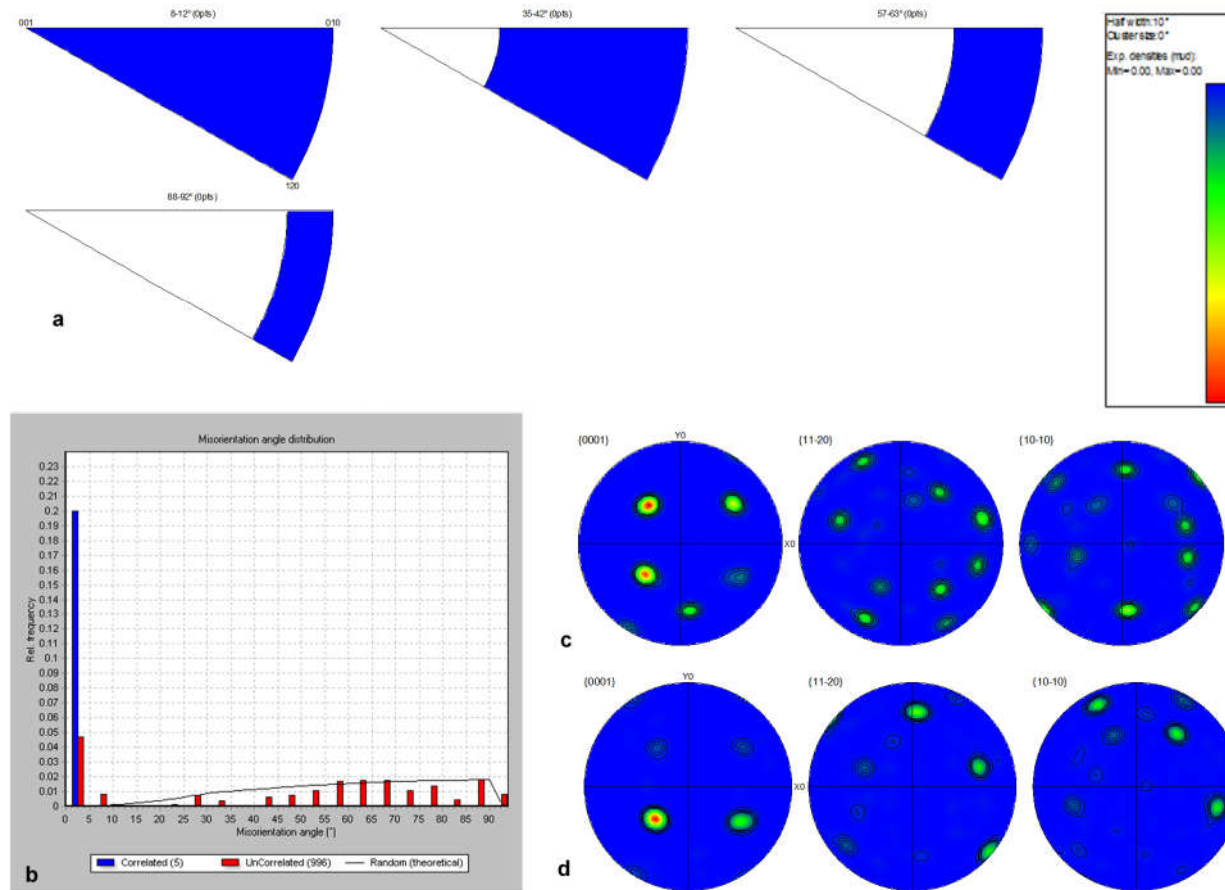 001
8-12° (0pts)
010
35-42° (0pts)
57-63° (0pts)
120
88-92° (0pts)
a
Half width:10°
Cluster size:0°
Exp. densities (mud):
Min=0.00, Max=0.00
Misorientation angle distribution
Rel. frequency
0.23
0.22
0.21
0.2
0.19
0.18
0.17
0.16
0.15
0.14
0.13
0.12
0.11
0.1
0.09
0.08
0.07
0.06
0.05
0.04
0.03
0.02
0.01
0
0 5 10 15 20 25 30 35 40 45 50 55 60 65 70 75 80 85 90
Misorientation angle [°]
Correlated (5) UnCorrelated (996) Random (theoretical)
b
{0001} Y0 {11-20} {10-10}
X0
c
{0001} Y0 {11-20} {10-10}
X0
d